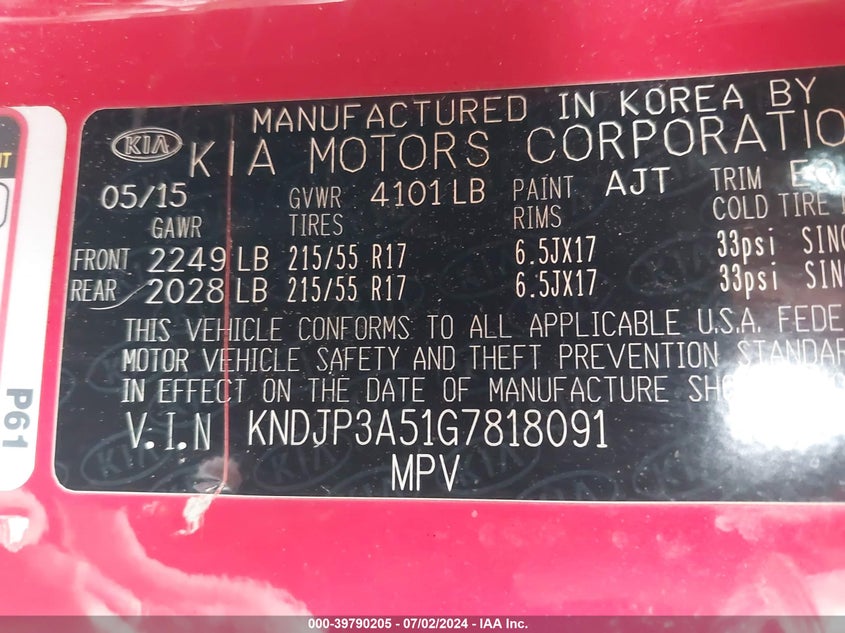 MANUFACTURED IN KOREA BY
KIA KIA MOTORS CORPORATIO
05/15 GVWR 4101 LB PAINT AJT TRIM
GAWR TIRES RIMS COLD TIRE
FRONT 2249 LB 215/55 R17 6.5JX17 33psi SING
REAR 2028 LB 215/55 R17 6.5JX17 33psi SING
THIS VEHICLE CONFORMS TO ALL APPLICABLE U.S.A. FEDE
MOTOR VEHICLE SAFETY AND THEFT PREVENTION STANDAR
IN EFFECT ON THE DATE OF MANUFACTURE SH
V.I.N KNDJP3A51G7818091
MPV
P61
000-39790205 - 07/02/2024 - IAA Inc.